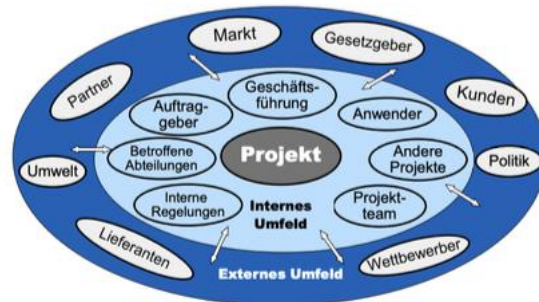 Markt
Gesetzgeber
Partner
Kunden
Geschäfts-
führung
Auftrag-
geber
Anwender
Betroffene
Abteilungen
Projekt
Andere
Projekte
Umwelt
Politik
Interne
Regelungen
Internes
Umfeld
Projekt-
team
Lieferanten
Externes Umfeld
Wettbewerber